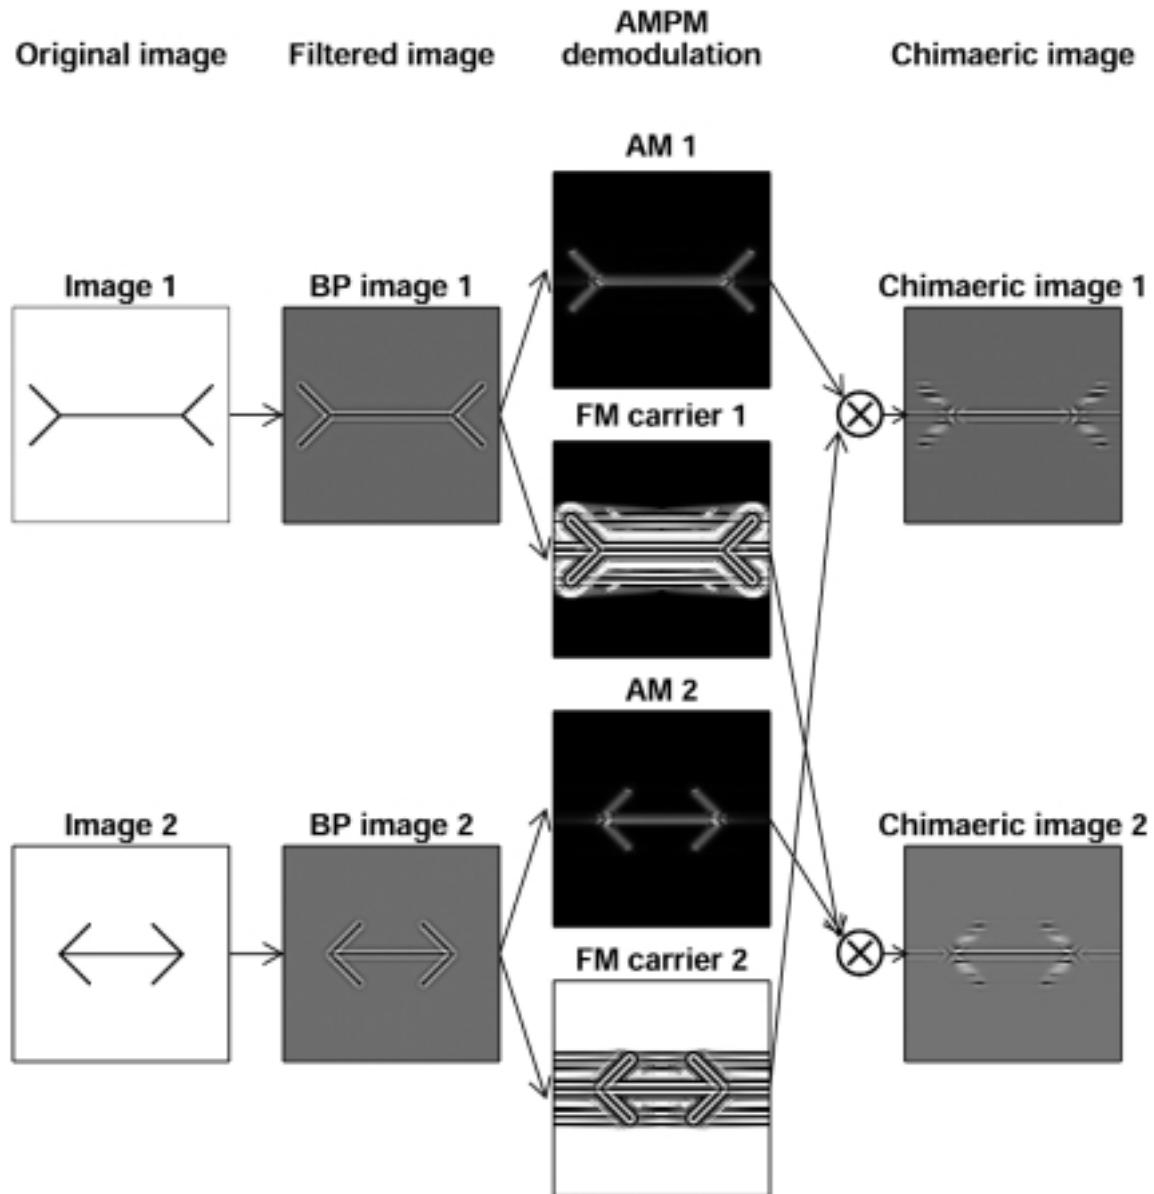 Original image
Filtered image
AMPM
demodulation
Chimaeric image
AM 1
Image 1
BP image 1
Chimaeric image 1
FM carrier 1
AM 2
Image 2
BP image 2
Chimaeric image 2
FM carrier 2